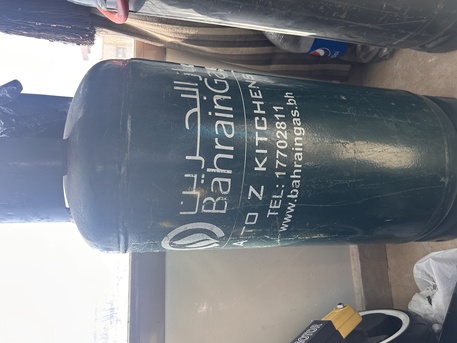 غاز البحرين
BahrainGas
A TO Z KITCHENS
TEL: 17702811
www.bahraingas.bh